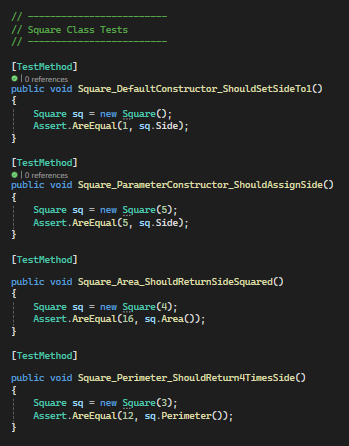 // -------------------------
// Square Class Tests
// -------------------------
[TestMethod]
| 0 references
public void Square_DefaultConstructor_ShouldSetSideTo1()
{
Square sq = new Square();
Assert.AreEqual(1, sq.Side);
}
[TestMethod]
| 0 references
public void Square_ParameterConstructor_ShouldAssignSide()
{
Square sq = new Square(5);
Assert.AreEqual(5, sq.Side);
}
[TestMethod]
public void Square_Area_ShouldReturnSideSquared()
{
Square sq = new Square(4);
Assert.AreEqual(16, sq.Area());
}
[TestMethod]
public void Square_Perimeter_ShouldReturn4TimesSide()
{
Square sq = new Square(3);
Assert.AreEqual(12, sq.Perimeter());
}